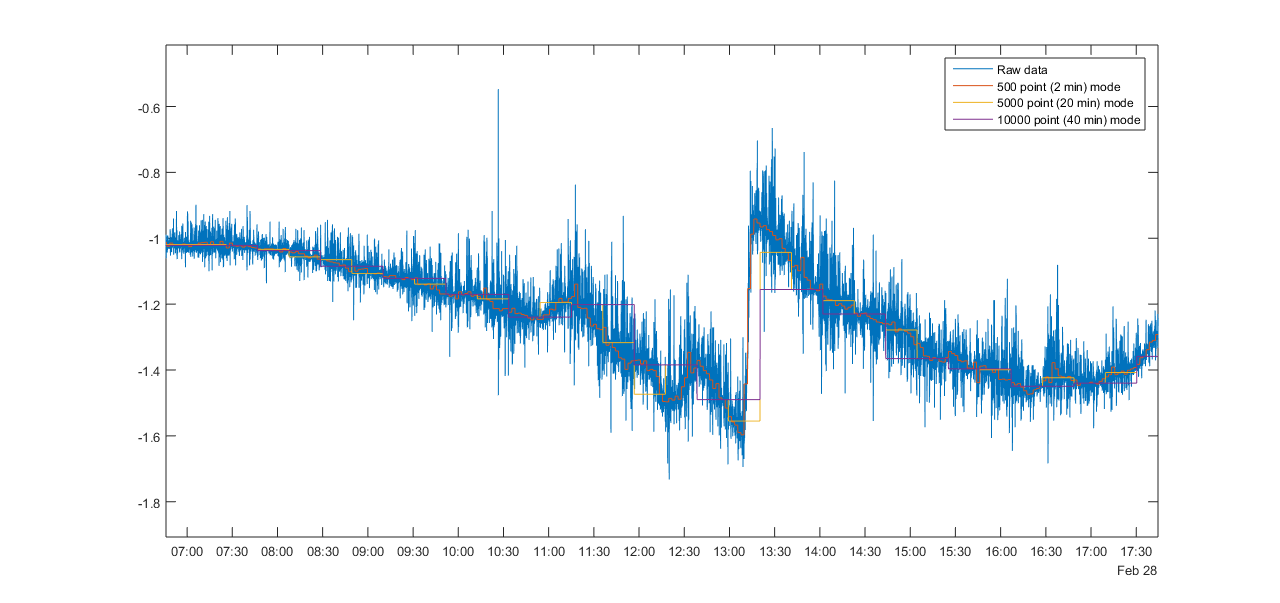 Raw data
500 point (2 min) mode
5000 point (20 min) mode
10000 point (40 min) mode
-0.6
-0.8
-1
-1.2
-1.4
-1.6
-1.8
07:00 07:30 08:00 08:30 09:00 09:30 10:00 10:30 11:00 11:30 12:00 12:30 13:00 13:30 14:00 14:30 15:00 15:30 16:00 16:30 17:00 17:30
Feb 28